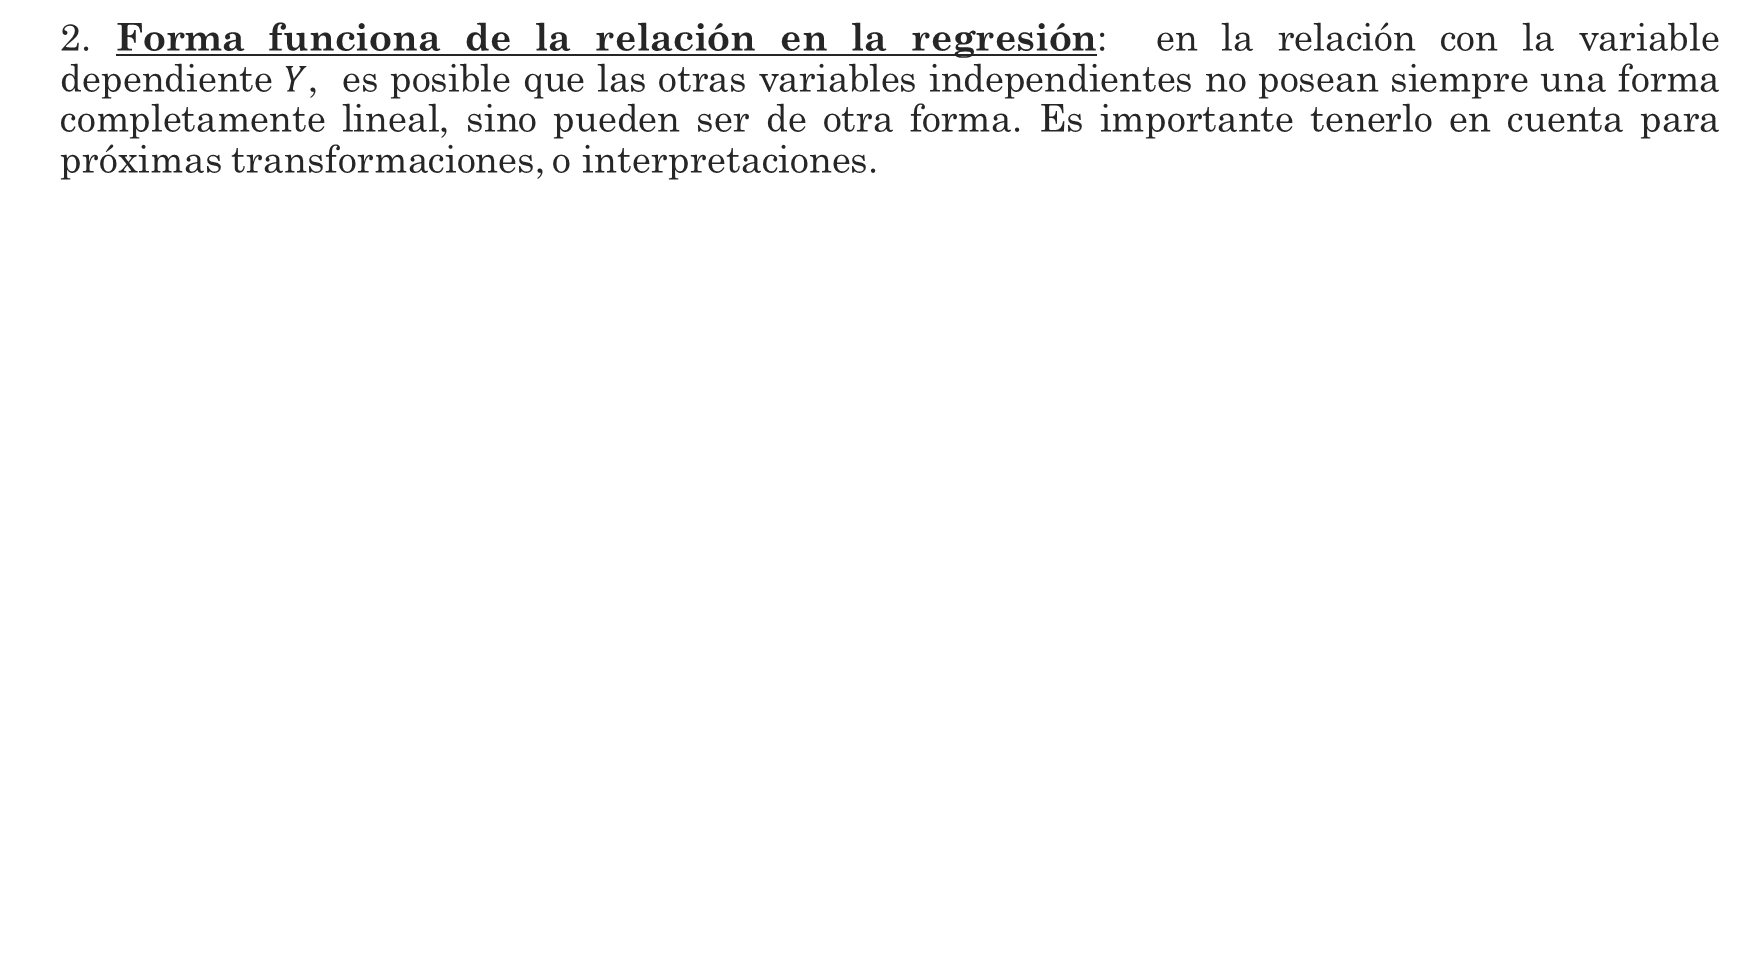 2. Forma funciona de la relación en la regresión: en la relación con la variable
dependiente Y, es posible que las otras variables independientes no posean siempre una forma
completamente lineal, sino pueden ser de otra forma. Es importante tenerlo en cuenta para
próximas transformaciones, o interpretaciones.